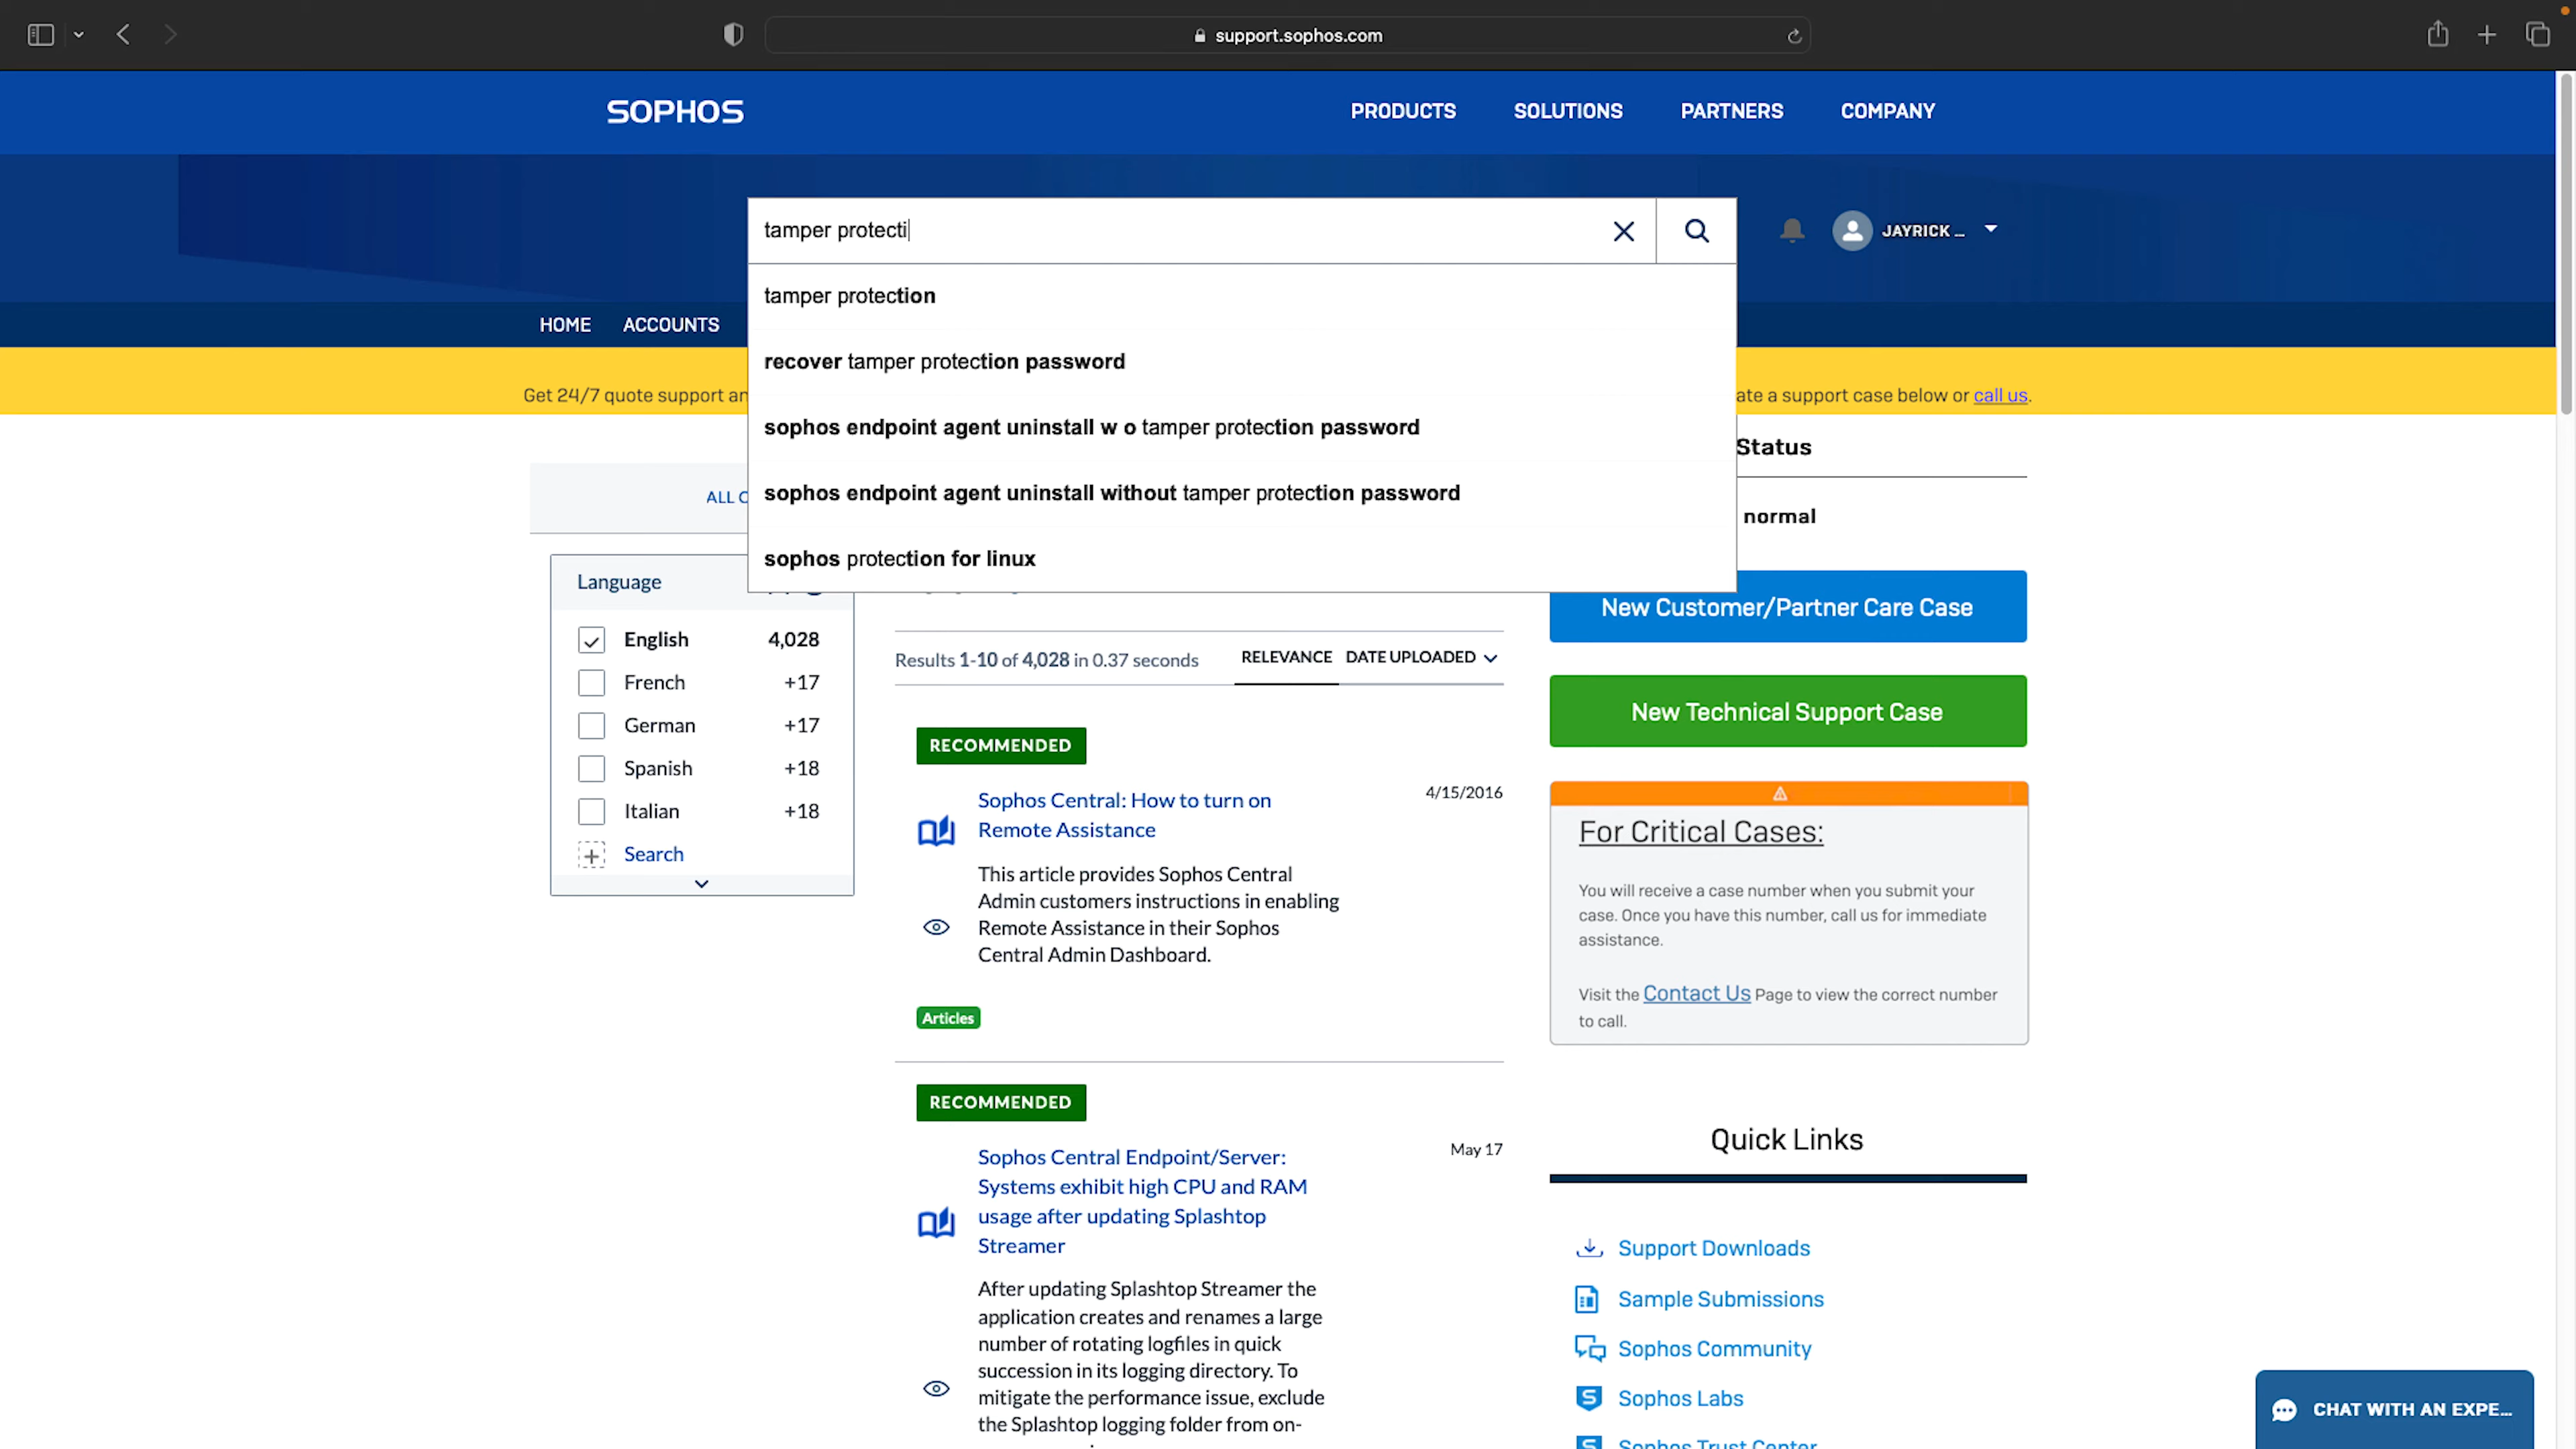 support.sophos.com
SOPHOS
PRODUCTS
SOLUTIONS
PARTNERS
COMPANY
tamper protecti
JAYRICK _
tamper protection
recover tamper protection password
sophos endpoint agent uninstall w o tamper protection password
sophos endpoint agent uninstall without tamper protection password
sophos protection for linux
HOME
ACCOUNTS
Get 24/7 quote support an
ate a support case below or call us.
ALL C
Status
normal
Language
English 4,028
French +17
German +17
Spanish +18
Italian +18
Search
Results 1-10 of 4,028 in 0.37 seconds
RELEVANCE
DATE UPLOADED
RECOMMENDED
Sophos Central: How to turn on
Remote Assistance
4/15/2016
This article provides Sophos Central
Admin customers instructions in enabling
Remote Assistance in their Sophos
Central Admin Dashboard.
Articles
RECOMMENDED
Sophos Central Endpoint/Server:
Systems exhibit high CPU and RAM
usage after updating Splashtop
Streamer
May 17
After updating Splashtop Streamer the
application creates and renames a large
number of rotating logfiles in quick
succession in its logging directory. To
mitigate the performance issue, exclude
the Splashtop logging folder from on-
New Customer/Partner Care Case
New Technical Support Case
For Critical Cases:
You will receive a case number when you submit your
case. Once you have this number, call us for immediate
assistance.
Visit the Contact Us Page to view the correct number
to call.
Quick Links
Support Downloads
Sample Submissions
Sophos Community
Sophos Labs
Sophos Trust Center
CHAT WITH AN EXPE...